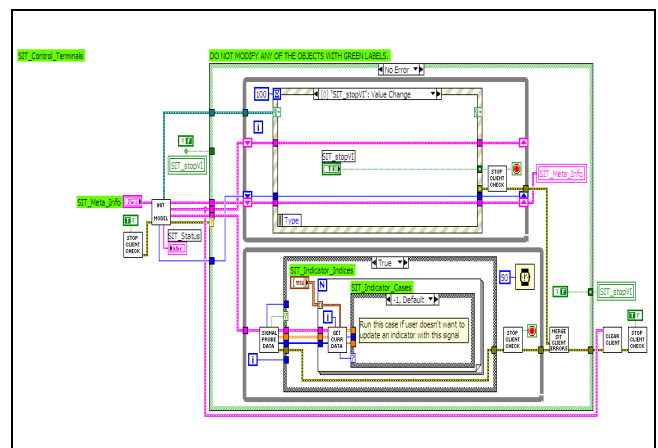 SIT_Control_Terminals
DO NOT MODIFY ANY OF THE OBJECTS WITH GREEN LABELS.
No Error
100
[0] "SIT_stopVI": Value Change
i
T F
SIT_stopVI
SIT_stopVI
T F
STOP CLIENT CHECK
SIT_Meta_Info
SIT_Meta_Info
INIT MODEL
T F
SIT_Status
abc
STOP CLIENT CHECK
Type
True
50
SIT_Indicator_Indices
N
SIT_Indicator_Cases
-1, Default
i
Run this case if user doesn't want to
update an indicator with this signal
SIGNAL PROBE DATA
GET CURR DATA
i
STOP CLIENT CHECK
MERGE SIT CLIENT ERRORS
T F
SIT_stopVI
T F
CLEAR CLIENT
STOP CLIENT CHECK